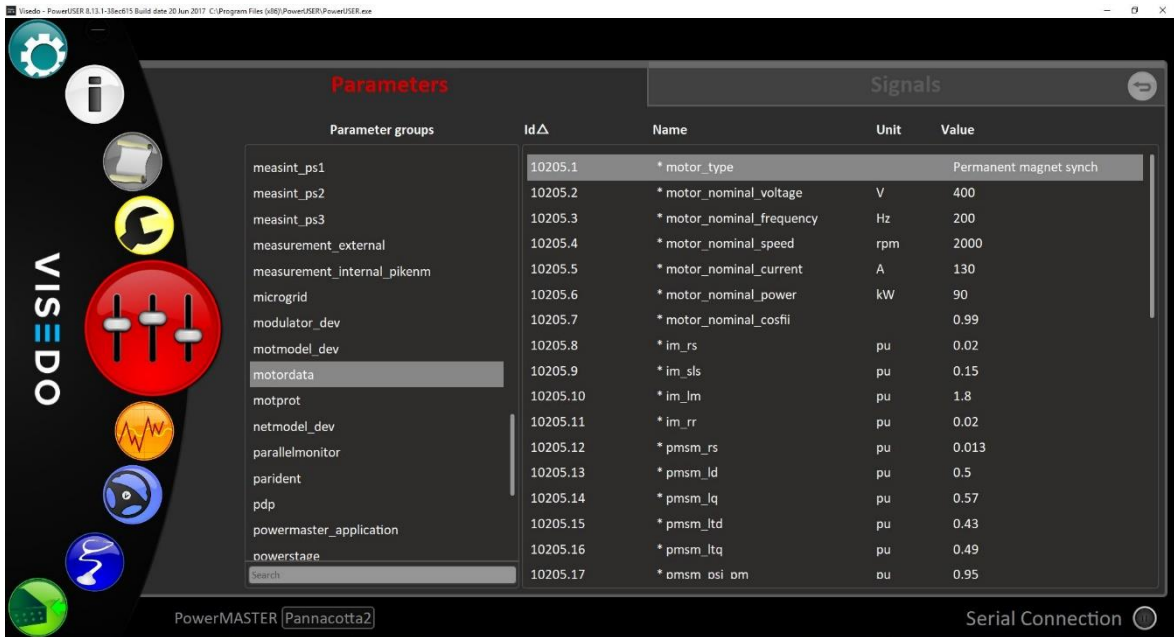 Visedo - PowerUSER 8.13.1-38ec615 Build date 20 Jun 2017 C:\Program Files (x86)\PowerUSER\PowerUSER.exe
Parameters Signals
Parameter groups Id Name Unit Value
measint_ps1 10205.1 * motor_type Permanent magnet synch
measint_ps2 10205.2 * motor_nominal_voltage V 400
measint_ps3 10205.3 * motor_nominal_frequency Hz 200
measurement_external 10205.4 * motor_nominal_speed rpm 2000
measurement_internal_pikenm 10205.5 * motor_nominal_current A 130
microgrid 10205.6 * motor_nominal_power kW 90
modulator_dev 10205.7 * motor_nominal_cosfii 0.99
motmodel_dev 10205.8 * im_rs pu 0.02
motordata 10205.9 * im_sls pu 0.15
motprot 10205.10 * im_lm pu 1.8
netmodel_dev 10205.11 * im_rr pu 0.02
parallelmonitor 10205.12 * pmsm_rs pu 0.013
parident 10205.13 * pmsm_ld pu 0.5
pdp 10205.14 * pmsm_lq pu 0.57
powermaster_application 10205.15 * pmsm_ltd pu 0.43
powerstage 10205.16 * pmsm_ltq pu 0.49
Search 10205.17 * pmsm_psi_pm pu 0.95
VISEDO
PowerMASTER Pannacotta2 Serial Connection